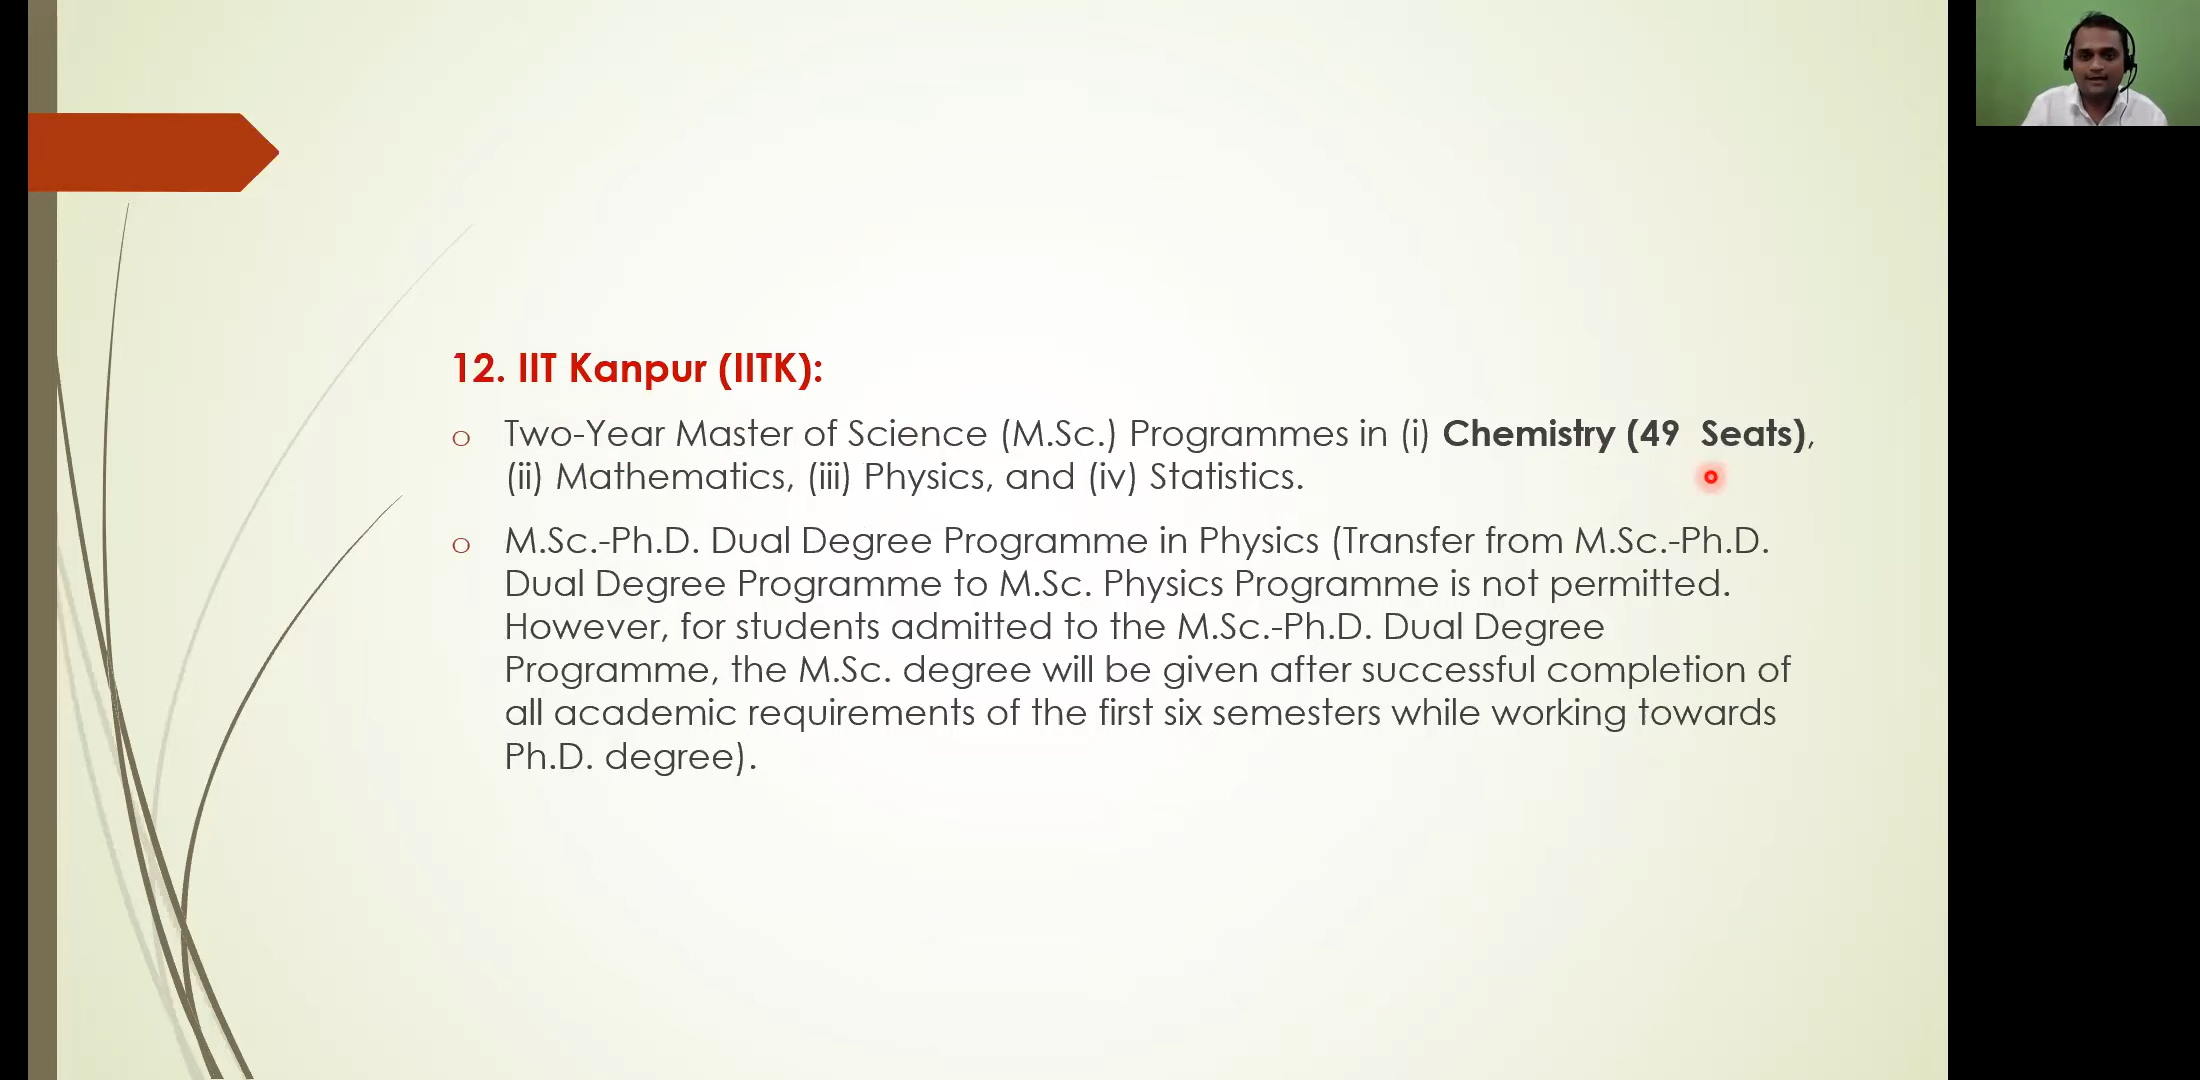 12. IIT Kanpur (IITK):
o Two-Year Master of Science (M.Sc.) Programmes in (i) Chemistry (49  Seats),
(ii) Mathematics, (iii) Physics, and (iv) Statistics.
o M.Sc.-Ph.D. Dual Degree Programme in Physics (Transfer from M.Sc.-Ph.D.
Dual Degree Programme to M.Sc. Physics Programme is not permitted.
However, for students admitted to the M.Sc.-Ph.D. Dual Degree
Programme, the M.Sc. degree will be given after successful completion of
all academic requirements of the first six semesters while working towards
Ph.D. degree).